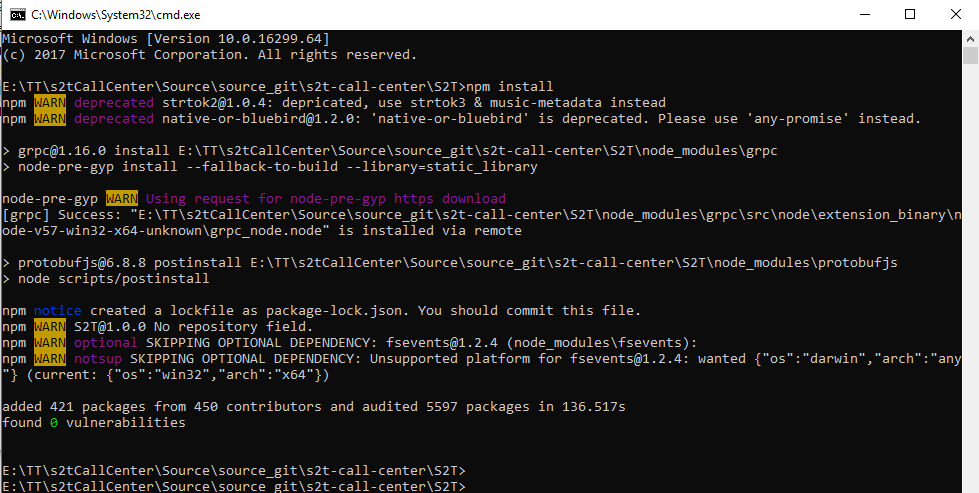 C:\Windows\System32\cmd.exe
Microsoft Windows [Version 10.0.16299.64]
(c) 2017 Microsoft Corporation. All rights reserved.
E:\TT\s2tCallCenter\Source\source_git\s2t-call-center\S2T>npm install
npm WARN deprecated strtok2@1.0.4: depricated, use strtok3 & music-metadata instead
npm WARN deprecated native-or-bluebird@1.2.0: 'native-or-bluebird' is deprecated. Please use 'any-promise' instead.
> grpc@1.16.0 install E:\TT\s2tCallCenter\Source\source_git\s2t-call-center\S2T\node_modules\grpc
> node-pre-gyp install --fallback-to-build --library=static_library
node-pre-gyp WARN Using request for node-pre-gyp https download
[grpc] Success: "E:\TT\s2tCallCenter\Source\source_git\s2t-call-center\S2T\node_modules\grpc\src\node\extension_binary\n
ode-v57-win32-x64-unknown\grpc_node.node" is installed via remote
> protobufjs@6.8.8 postinstall E:\TT\s2tCallCenter\Source\source_git\s2t-call-center\S2T\node_modules\protobufjs
> node scripts/postinstall
npm notice created a lockfile as package-lock.json. You should commit this file.
npm WARN S2T@1.0.0 No repository field.
npm WARN optional SKIPPING OPTIONAL DEPENDENCY: fsevents@1.2.4 (node_modules\fsevents):
npm WARN notsup SKIPPING OPTIONAL DEPENDENCY: Unsupported platform for fsevents@1.2.4: wanted {"os":"darwin","arch":"any
"} (current: {"os":"win32","arch":"x64"})
added 421 packages from 450 contributors and audited 5597 packages in 136.517s
found 0 vulnerabilities
E:\TT\s2tCallCenter\Source\source_git\s2t-call-center\S2T>
E:\TT\s2tCallCenter\Source\source_git\s2t-call-center\S2T>